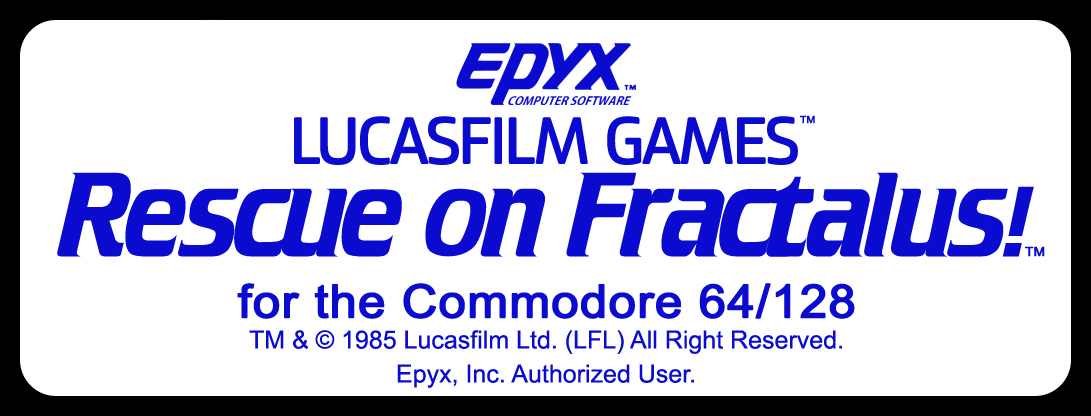 EPYX™
COMPUTER SOFTWARE
LUCASFILM GAMES™
Rescue on Fractalus!™
for the Commodore 64/128
TM & © 1985 Lucasfilm Ltd. (LFL) All Right Reserved.
Epyx, Inc. Authorized User.